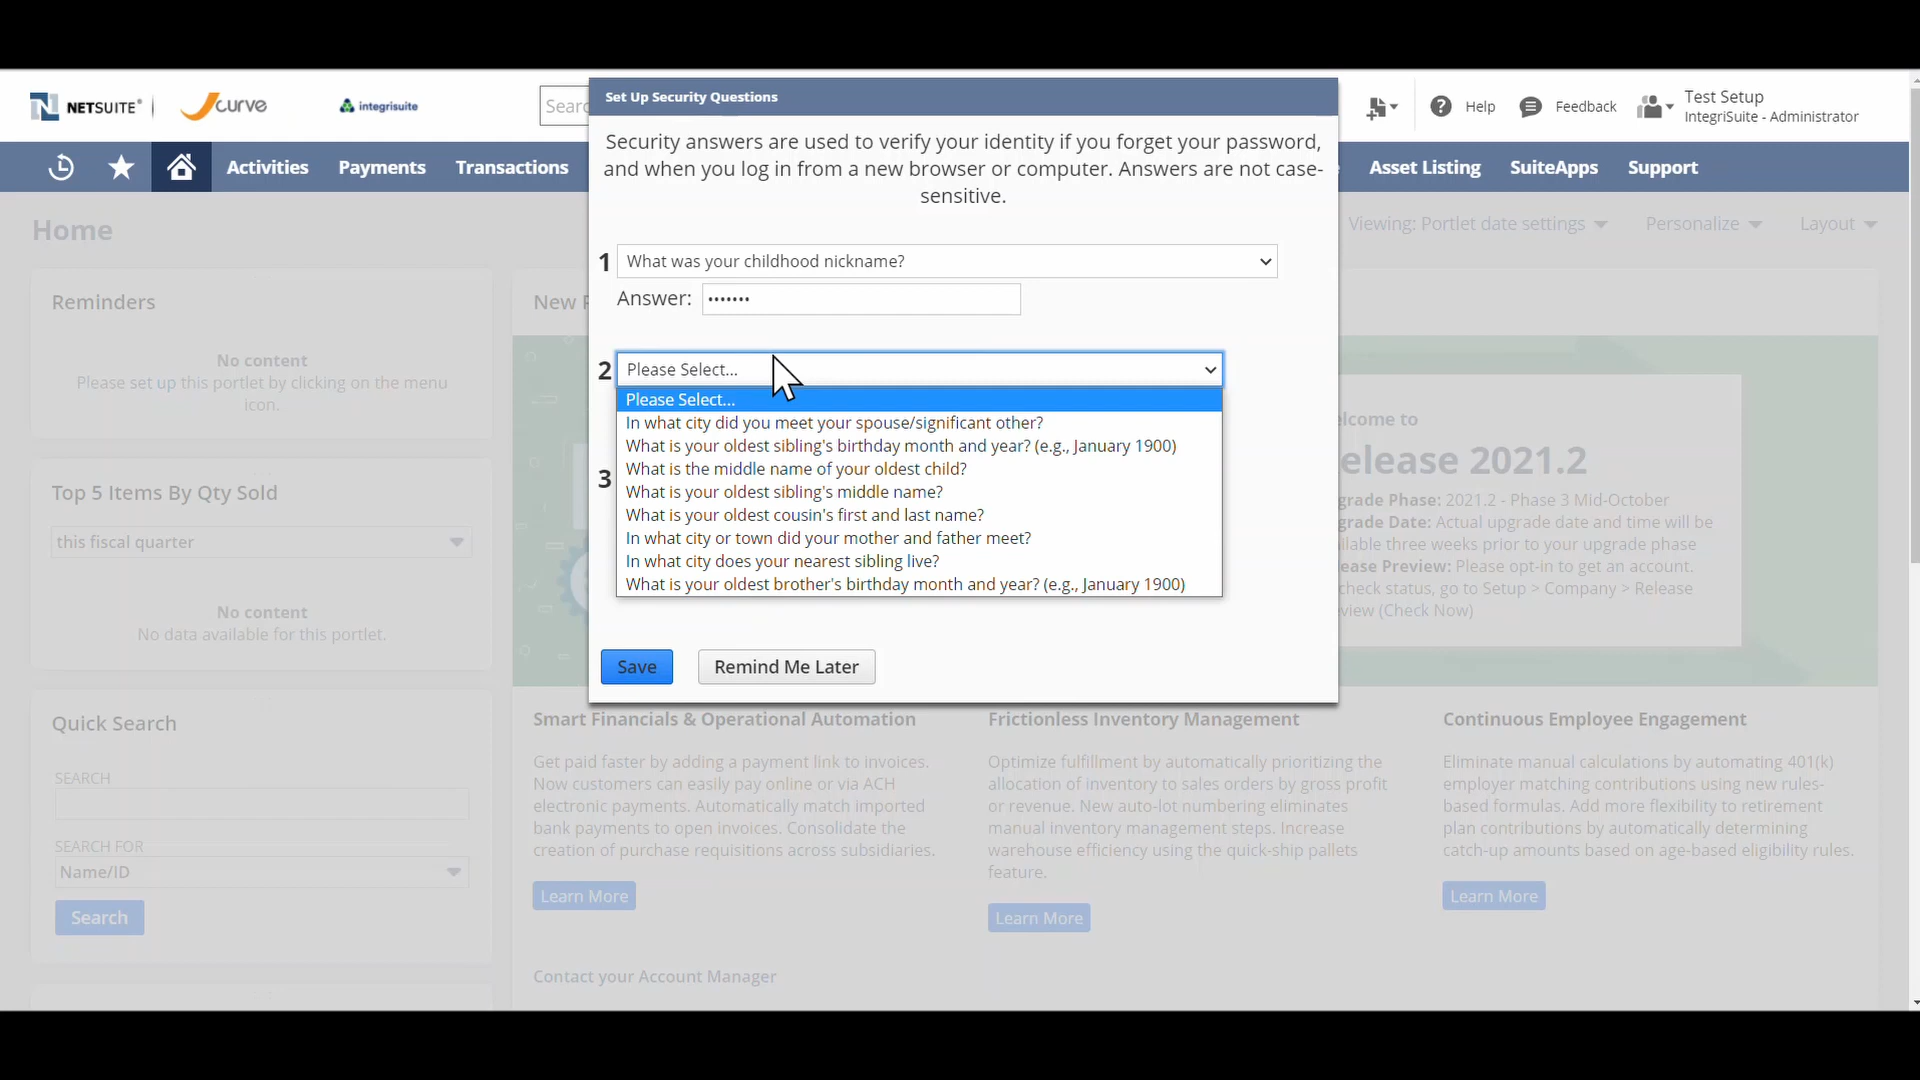 NETSUITE
curve
integrisuite
Searc
Help
Feedback
Test Setup
IntegriSuite - Administrator
Activities
Payments
Transactions
Asset Listing
SuiteApps
Support
Home
Viewing: Portlet date settings
Personalize
Layout
Set Up Security Questions
Security answers are used to verify your identity if you forget your password,
and when you log in from a new browser or computer. Answers are not case-
sensitive.
1 What was your childhood nickname?
Answer: •••••••
2 Please Select...
Please Select...
In what city did you meet your spouse/significant other?
What is your oldest sibling's birthday month and year? (e.g., January 1900)
What is the middle name of your oldest child?
What is your oldest sibling's middle name?
What is your oldest cousin's first and last name?
In what city or town did your mother and father meet?
In what city does your nearest sibling live?
What is your oldest brother's birthday month and year? (e.g., January 1900)
3
Save
Remind Me Later
Reminders
No content
Please set up this portlet by clicking on the menu
icon.
Top 5 Items By Qty Sold
this fiscal quarter
No content
No data available for this portlet.
Quick Search
SEARCH
SEARCH FOR
Name/ID
Search
New
elcome to
elease 2021.2
grade Phase: 2021.2 - Phase 3 Mid-October
grade Date: Actual upgrade date and time will be
ilable three weeks prior to your upgrade phase
ease Preview: Please opt-in to get an account.
check status, go to Setup > Company > Release
view (Check Now)
Smart Financials & Operational Automation
Get paid faster by adding a payment link to invoices.
Now customers can easily pay online or via ACH
electronic payments. Automatically match imported
bank payments to open invoices. Consolidate the
creation of purchase requisitions across subsidiaries.
Learn More
Frictionless Inventory Management
Optimize fulfillment by automatically prioritizing the
allocation of inventory to sales orders by gross profit
or revenue. New auto-lot numbering eliminates
manual inventory management steps. Increase
warehouse efficiency using the quick-ship pallets
feature.
Learn More
Continuous Employee Engagement
Eliminate manual calculations by automating 401(k)
employer matching contributions using new rules-
based formulas. Add more flexibility to retirement
plan contributions by automatically determining
catch-up amounts based on age-based eligibility rules.
Learn More
Contact your Account Manager